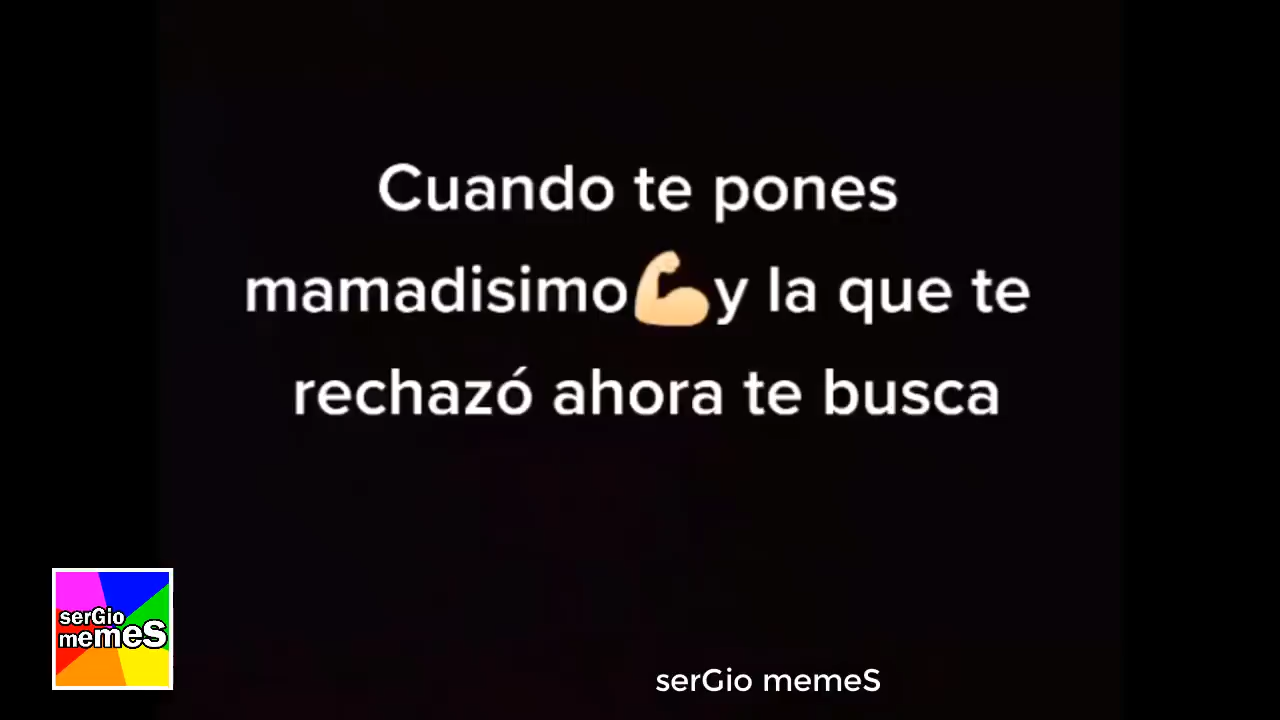 Cuando te pones
mamadisimo💪🏼y la que te
rechazó ahora te busca
serGio
memeS
serGio memeS